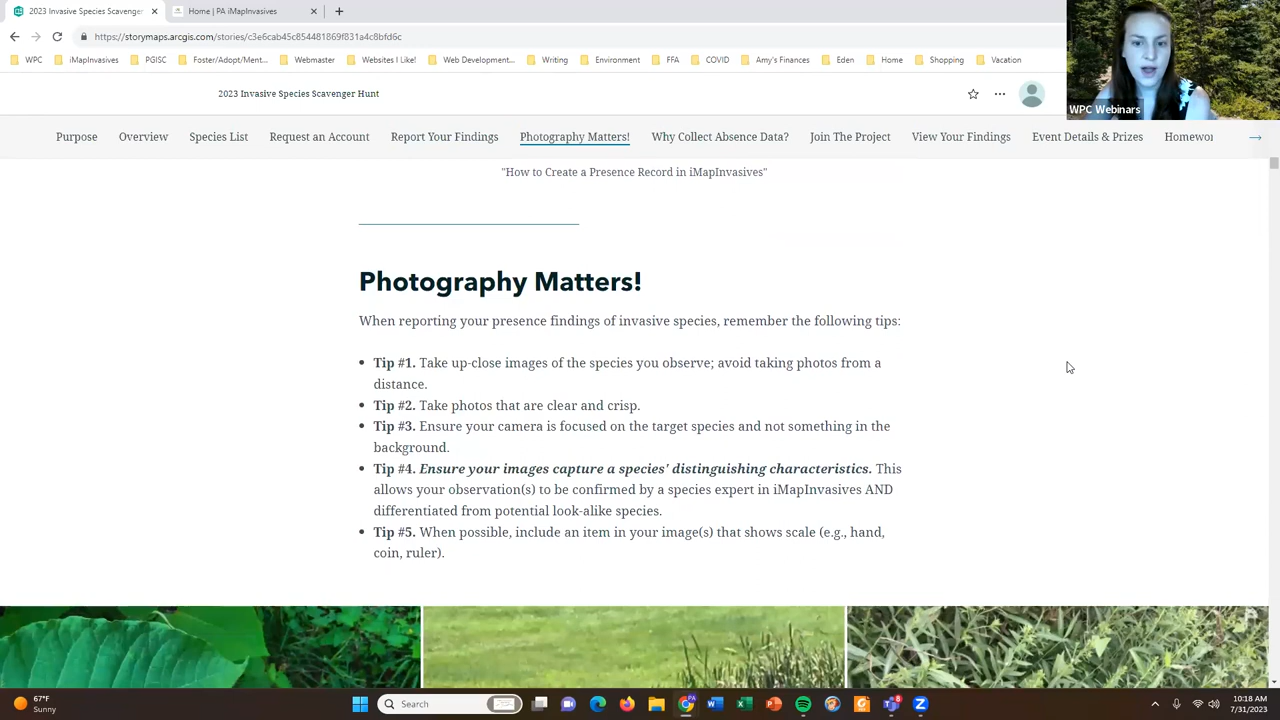 2023 Invasive Species Scavenger
Home | PA iMapInvasives
https://storymaps.arcgis.com/stories/c3e6cab45c854481869f831a4c8bfd6c
WPC iMapInvasives PGISC Foster/Adopt/Ment... Webmaster Websites I Like! Web Development... Writing Environment FFA COVID Amy's Finances Eden Home Shopping Vacation
WPC Webinars
2023 Invasive Species Scavenger Hunt
Purpose Overview Species List Request an Account Report Your Findings Photography Matters! Why Collect Absence Data? Join The Project View Your Findings Event Details & Prizes Homewor
"How to Create a Presence Record in iMapInvasives"
Photography Matters!
When reporting your presence findings of invasive species, remember the following tips:
• Tip #1. Take up-close images of the species you observe; avoid taking photos from a
distance.
• Tip #2. Take photos that are clear and crisp.
• Tip #3. Ensure your camera is focused on the target species and not something in the
background.
• Tip #4. Ensure your images capture a species' distinguishing characteristics. This
allows your observation(s) to be confirmed by a species expert in iMapInvasives AND
differentiated from potential look-alike species.
• Tip #5. When possible, include an item in your image(s) that shows scale (e.g., hand,
coin, ruler).
67°F
Sunny
Search
10:18 AM
7/31/2023